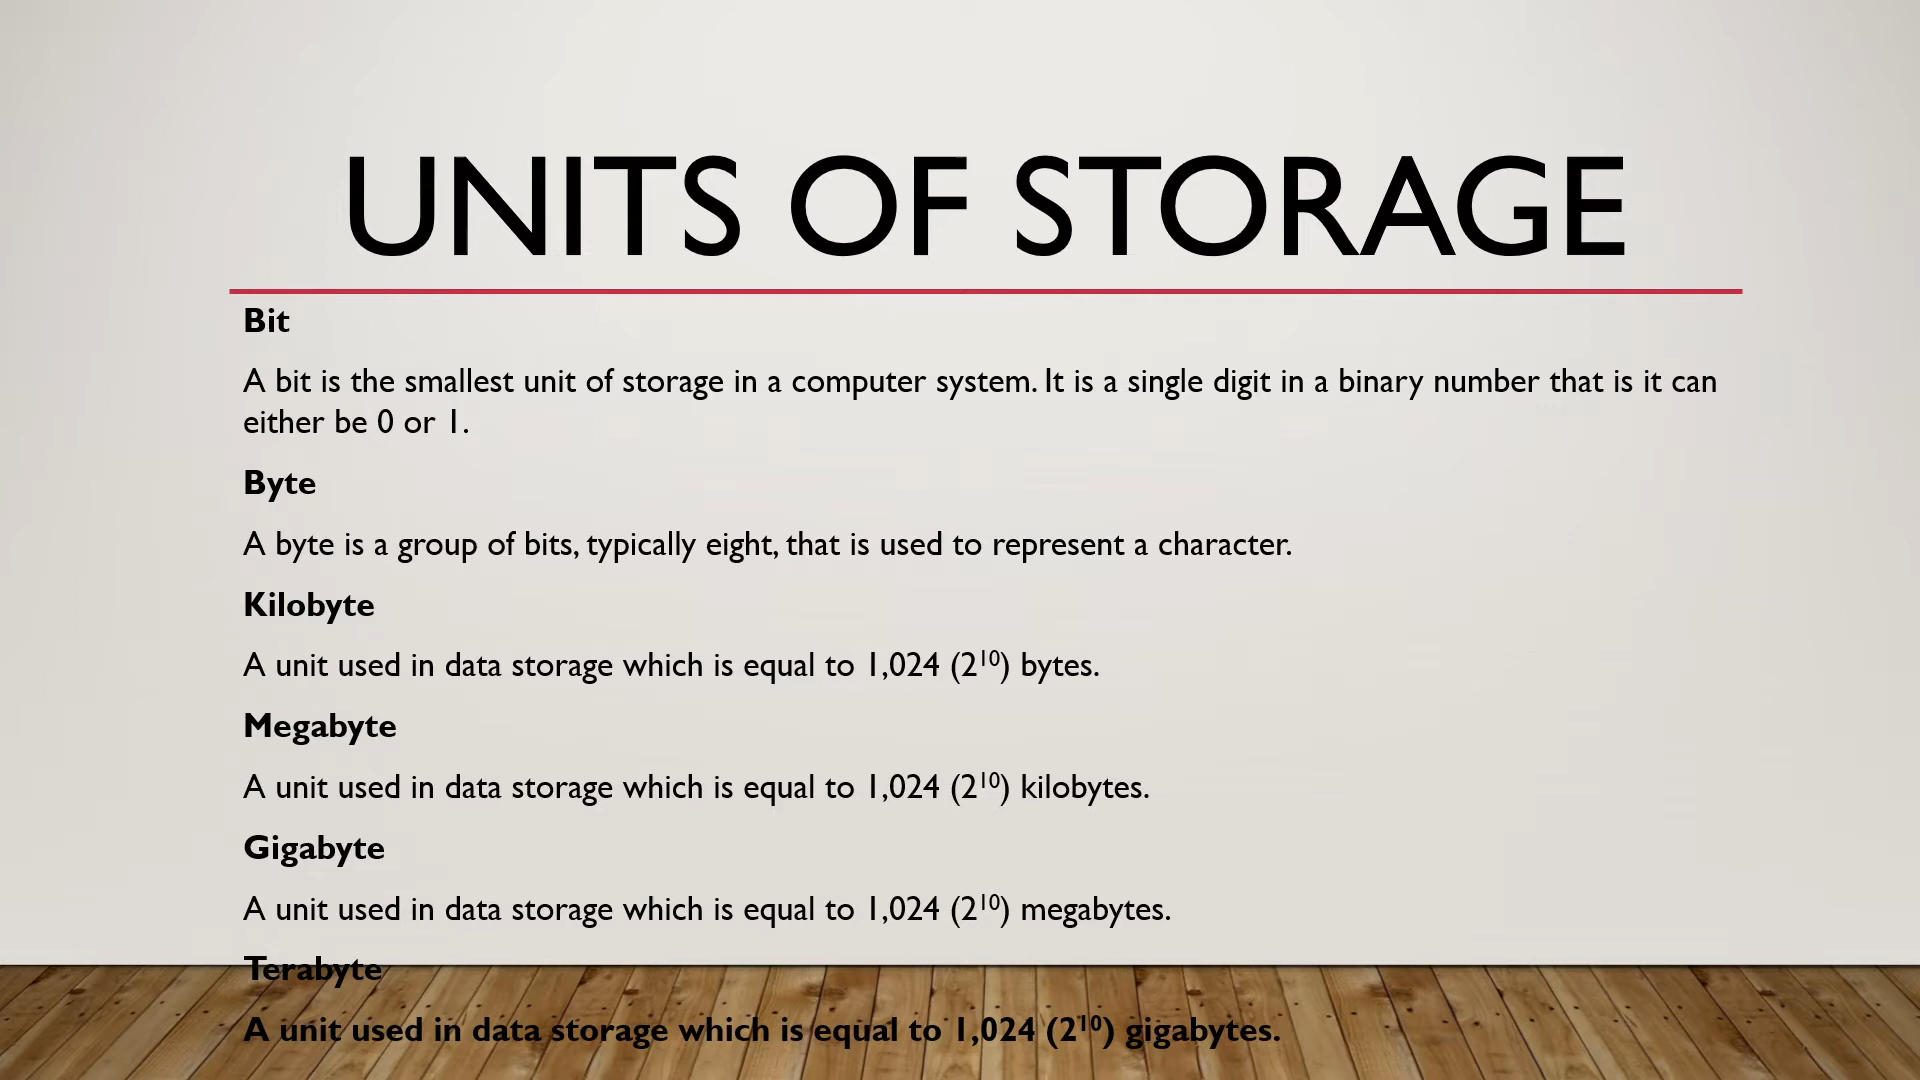 UNITS OF STORAGE
Bit
A bit is the smallest unit of storage in a computer system. It is a single digit in a binary number that is it can
either be 0 or 1.
Byte
A byte is a group of bits, typically eight, that is used to represent a character.
Kilobyte
A unit used in data storage which is equal to 1,024 (2¹⁰) bytes.
Megabyte
A unit used in data storage which is equal to 1,024 (2¹⁰) kilobytes.
Gigabyte
A unit used in data storage which is equal to 1,024 (2¹⁰) megabytes.
Terabyte
A unit used in data storage which is equal to 1,024 (2¹⁰) gigabytes.